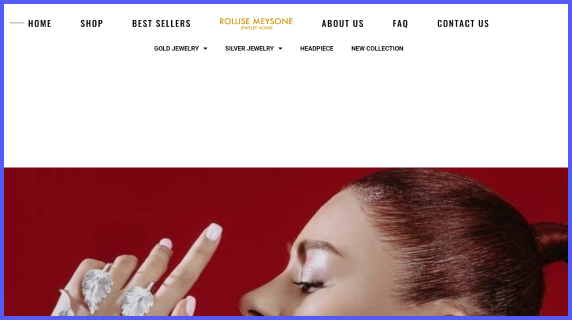 HOME SHOP BEST SELLERS ROLLISE MEYSONE ABOUT US FAQ CONTACT US
JEWELRY HOUSE
GOLD JEWELRY SILVER JEWELRY HEADPIECE NEW COLLECTION